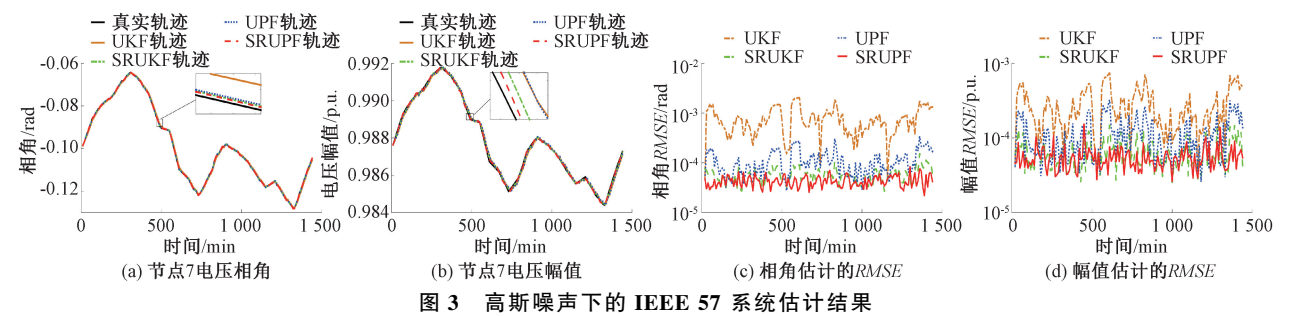 真实轨迹 UPF轨迹
UKF轨迹 SRUPF轨迹
SRUKF轨迹
相角/rad
-0.06
-0.08
-0.10
-0.12
0 500 1 000 1 500
时间/min
(a) 节点7电压相角
真实轨迹 UPF轨迹
UKF轨迹 SRUPF轨迹
SRUKF轨迹
电压幅值/p.u.
0.992
0.990
0.988
0.986
0.984
0 500 1 000 1 500
时间/min
(b) 节点7电压幅值
UKF UPF
SRUKF SRUPF
相角RMSE/rad
10-2
10-3
10-4
10-5
0 500 1 000 1 500
时间/min
(c) 相角估计的RMSE
UKF UPF
SRUKF SRUPF
幅值RMSE/p.u.
10-3
10-4
10-5
0 500 1 000 1 500
时间/min
(d) 幅值估计的RMSE
图 3 高斯噪声下的 IEEE 57 系统估计结果